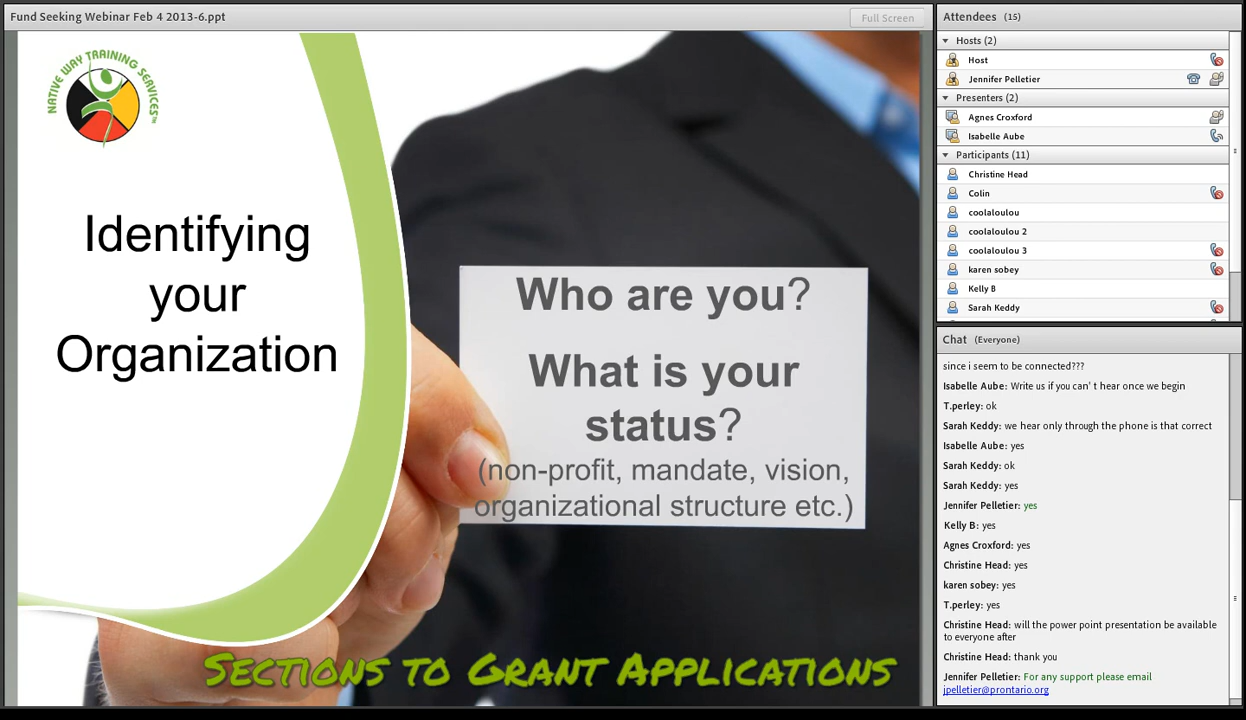 Fund Seeking Webinar Feb 4 2013-6.ppt
Full Screen
NATIVE WAY TRAINING SERVICES™
Identifying
your
Organization
Who are you?
What is your
status?
(non-profit, mandate, vision,
organizational structure etc.)
Sections to Grant Applications
Attendees (15)
Hosts (2)
Host
Jennifer Pelletier
Presenters (2)
Agnes Croxford
Isabelle Aube
Participants (11)
Christine Head
Colin
coolaloulou
coolaloulou 2
coolaloulou 3
karen sobey
Kelly B
Sarah Keddy
Chat (Everyone)
since i seem to be connected???
Isabelle Aube: Write us if you can' t hear once we begin
T.perley: ok
Sarah Keddy: we hear only through the phone is that correct
Isabelle Aube: yes
Sarah Keddy: ok
Sarah Keddy: yes
Jennifer Pelletier: yes
Kelly B: yes
Agnes Croxford: yes
Christine Head: yes
karen sobey: yes
T.perley: yes
Christine Head: will the power point presentation be available
to everyone after
Christine Head: thank you
Jennifer Pelletier: For any support please email
jpelletier@prontario.org